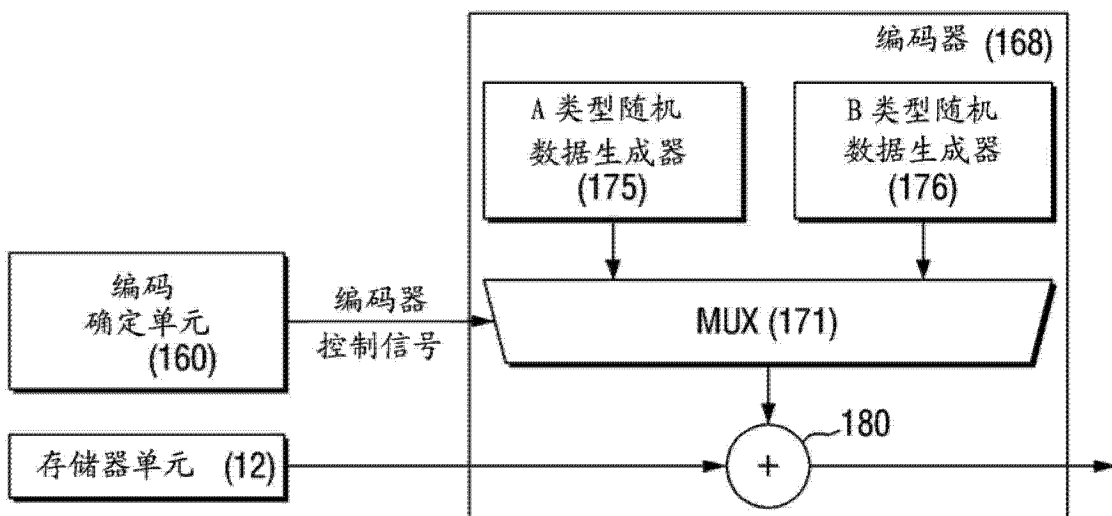 编码器 (168)
A 类型随机
数据生成器
(175)
B 类型随机
数据生成器
(176)
编码
确定单元
(160)
编码器
控制信号
MUX (171)
180
存储器单元 (12)
+